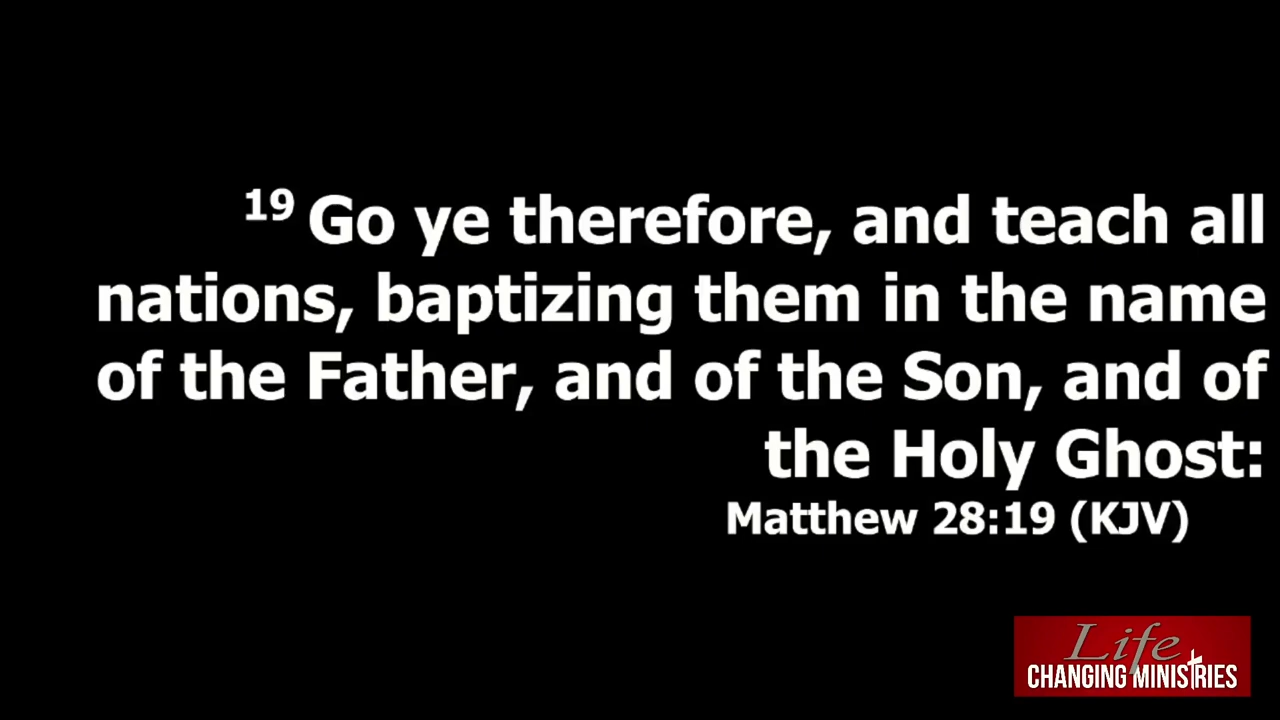 19 Go ye therefore, and teach all
nations, baptizing them in the name
of the Father, and of the Son, and of
the Holy Ghost:
Matthew 28:19 (KJV)
Life
CHANGING MINISTRIES